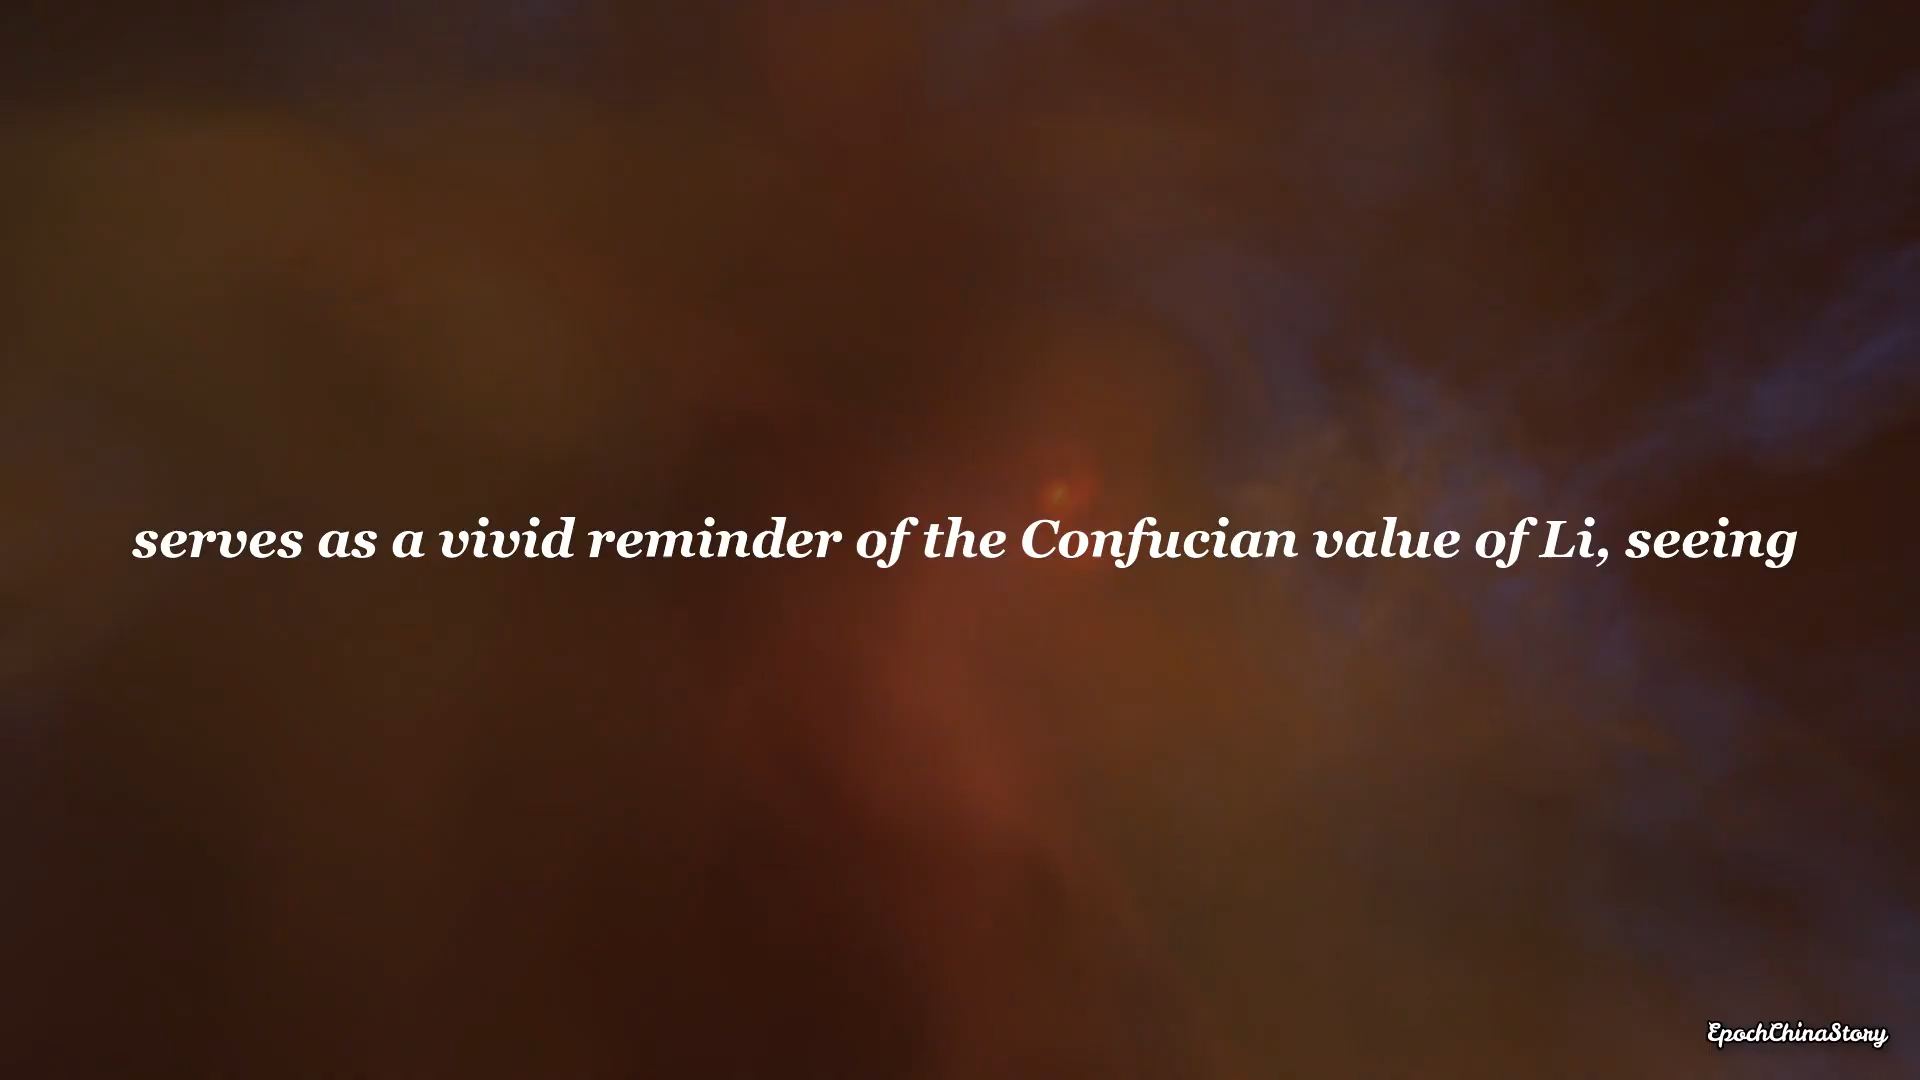 serves as a vivid reminder of the Confucian value of Li, seeing
EpochChinaStory